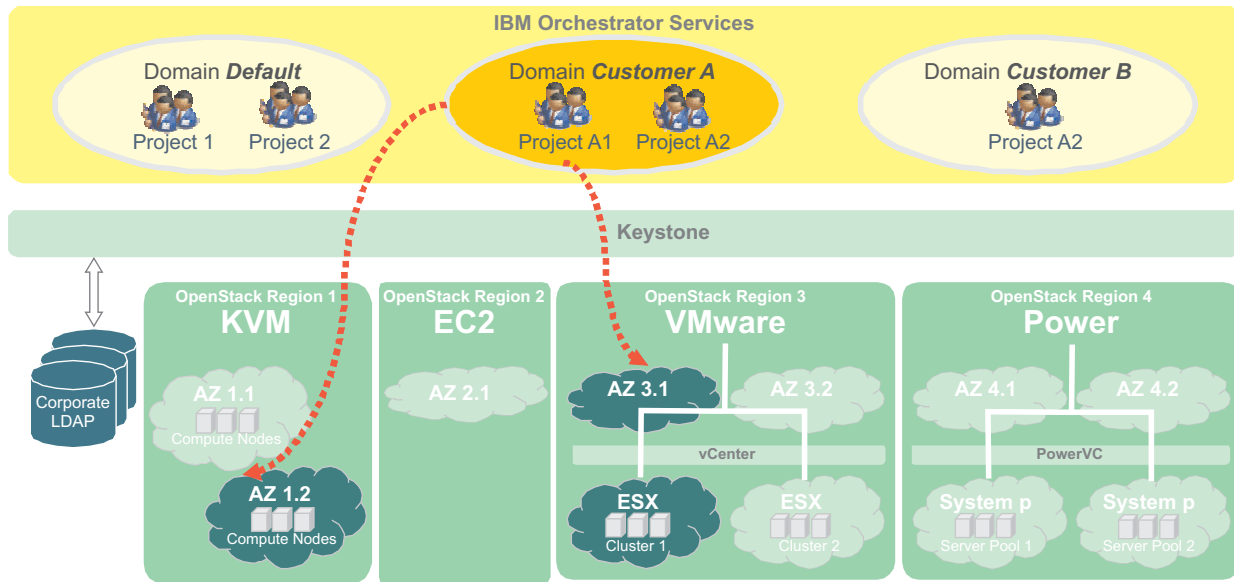 IBM Orchestrator Services
Domain Default
Project 1
Project 2
Domain Customer A
Project A1
Project A2
Domain Customer B
Project A2
Keystone
Corporate
LDAP
OpenStack Region 1
KVM
AZ 1.1
Compute Nodes
AZ 1.2
Compute Nodes
OpenStack Region 2
EC2
AZ 2.1
OpenStack Region 3
VMware
AZ 3.1
AZ 3.2
vCenter
ESX
Cluster 1
ESX
Cluster 2
OpenStack Region 4
Power
AZ 4.1
AZ 4.2
PowerVC
System p
Server Pool 1
System p
Server Pool 2